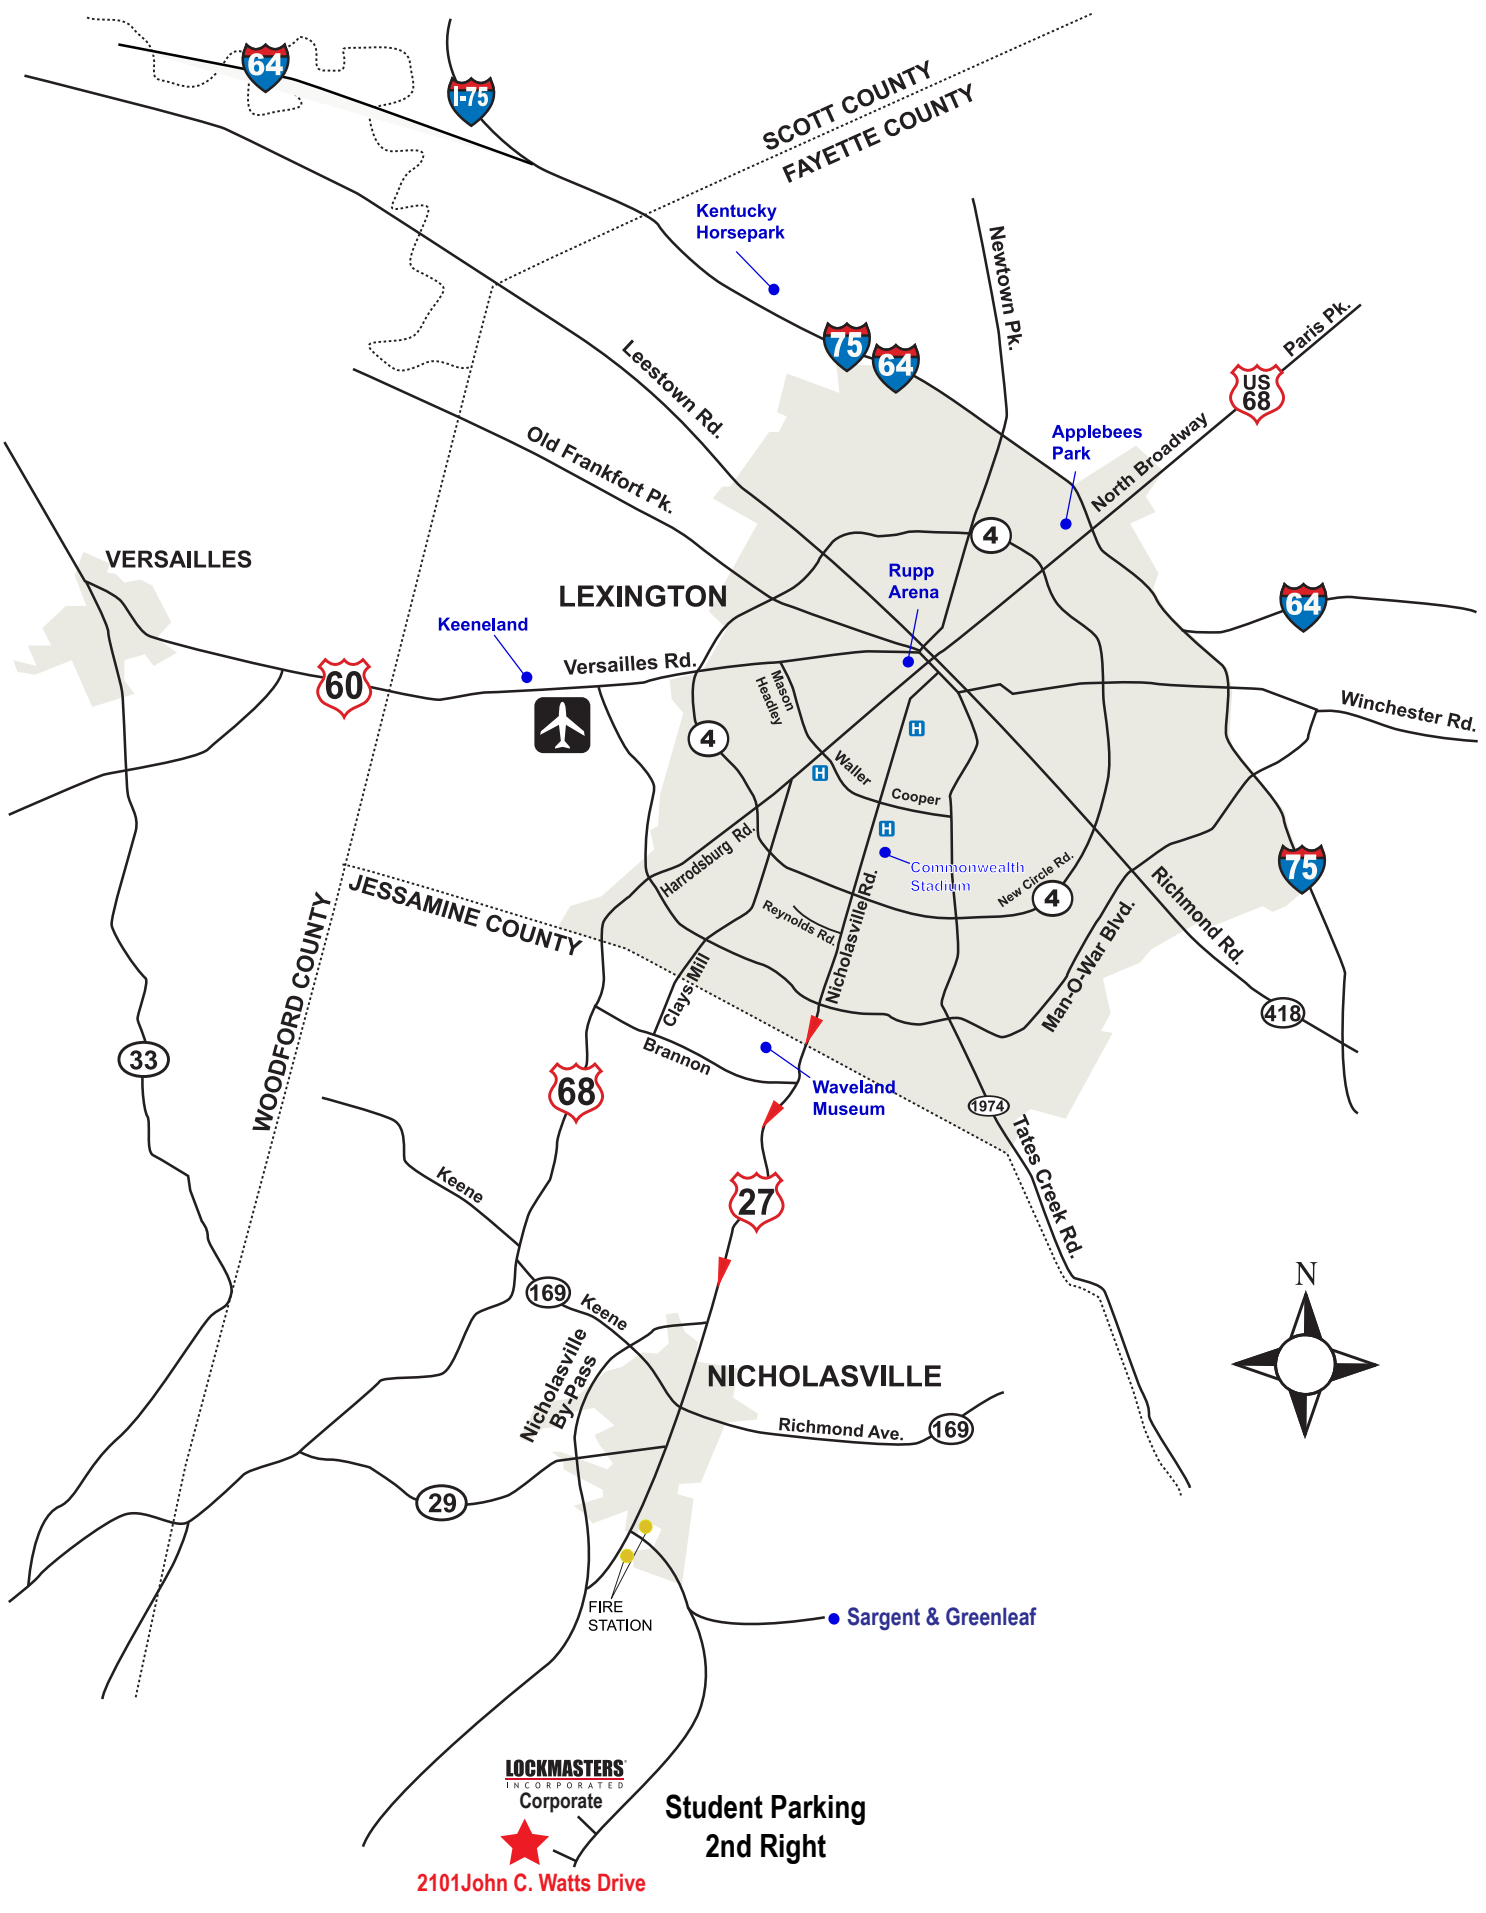 64
I-75
SCOTT COUNTY
FAYETTE COUNTY
Kentucky
Horsepark
Newtown Pk.
75
64
Paris Pk.
US
68
Leestown Rd.
Applebees
Park
North Broadway
Old Frankfort Pk.
4
VERSAILLES
LEXINGTON
Rupp
Arena
64
Keeneland
Versailles Rd.
60
Mason
Headley
Winchester Rd.
4
H
Waller
H
Cooper
H
Harrodsburg Rd.
Commonwealth
Stadium
New Circle Rd.
75
4
JESSAMINE COUNTY
WOODFORD COUNTY
Reynolds Rd.
Nicholasville Rd.
Richmond Rd.
Man-O-War Blvd.
Clays Mill
418
33
Brannon
68
Waveland
Museum
1974
Tates Creek Rd.
Keene
27
N
169
Keene
Nicholasville
By-Pass
NICHOLASVILLE
Richmond Ave.
169
29
FIRE
STATION
Sargent & Greenleaf
LOCKMASTERS®
INCORPORATED
Corporate
Student Parking
2nd Right
2101John C. Watts Drive